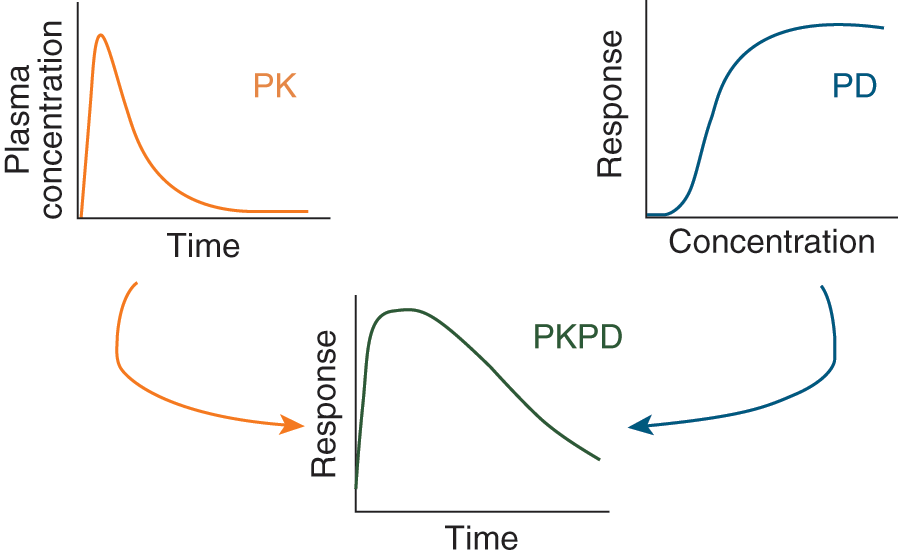 Plasma
concentration
PK
Time
Response
PD
Concentration
Response
PKPD
Time